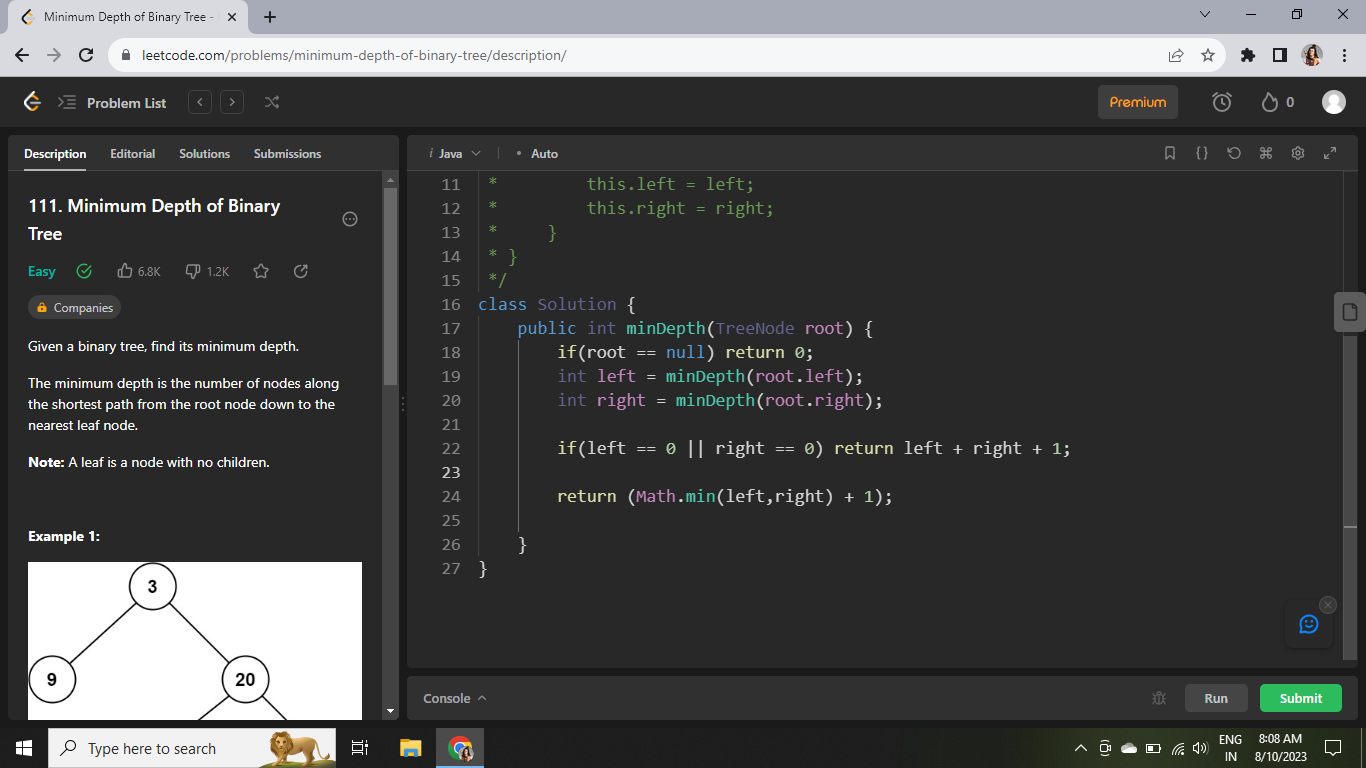 Minimum Depth of Binary Tree -
leetcode.com/problems/minimum-depth-of-binary-tree/description/
Problem List
Premium
0
Description Editorial Solutions Submissions
111. Minimum Depth of Binary
Tree
Easy 6.8K 1.2K
Companies
Given a binary tree, find its minimum depth.
The minimum depth is the number of nodes along
the shortest path from the root node down to the
nearest leaf node.
Note: A leaf is a node with no children.
Example 1:
3
9 20
i Java • Auto
11 * this.left = left;
12 * this.right = right;
13 * }
14 * }
15 */
16 class Solution {
17 public int minDepth(TreeNode root) {
18 if(root == null) return 0;
19 int left = minDepth(root.left);
20 int right = minDepth(root.right);
21
22 if(left == 0 || right == 0) return left + right + 1;
23
24 return (Math.min(left,right) + 1);
25
26 }
27 }
Console Run Submit
Type here to search
ENG 8:08 AM
IN 8/10/2023